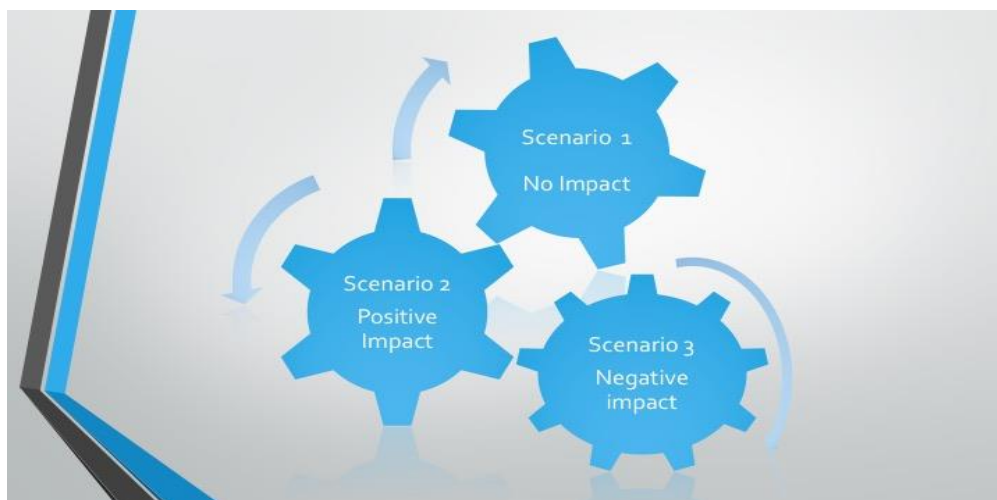 Scenario 1
No Impact
Scenario 2
Positive
Impact
Scenario 3
Negative
impact